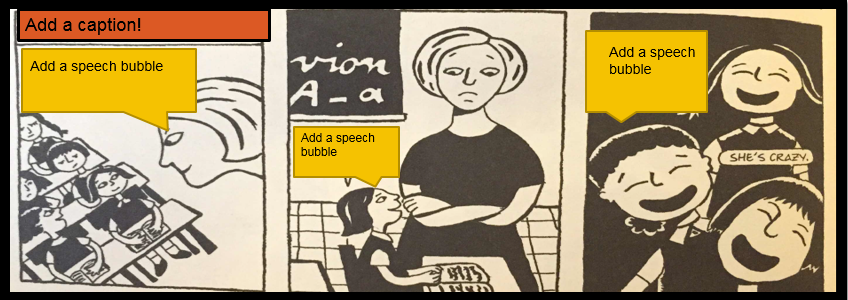 Add a caption!
Add a speech bubble
vion
A-a
Add a speech
bubble
Add a speech
bubble
SHE'S CRAZY.